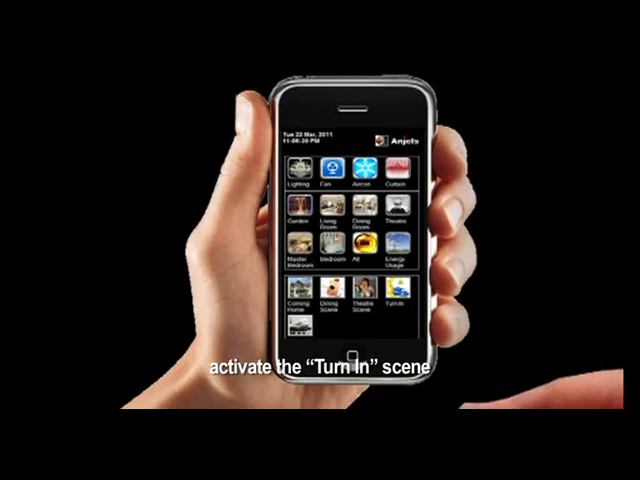 Tue 22 Mar, 2011
11:06:20 PM
Anjels
Lighting Fan Aircon Curtain
Garden Living Room Dining Room Theatre
Master Bedroom Bedroom All Energy Usage
Coming Home Dining Scene Theatre Scene Turn-In
activate the “Turn In” scene